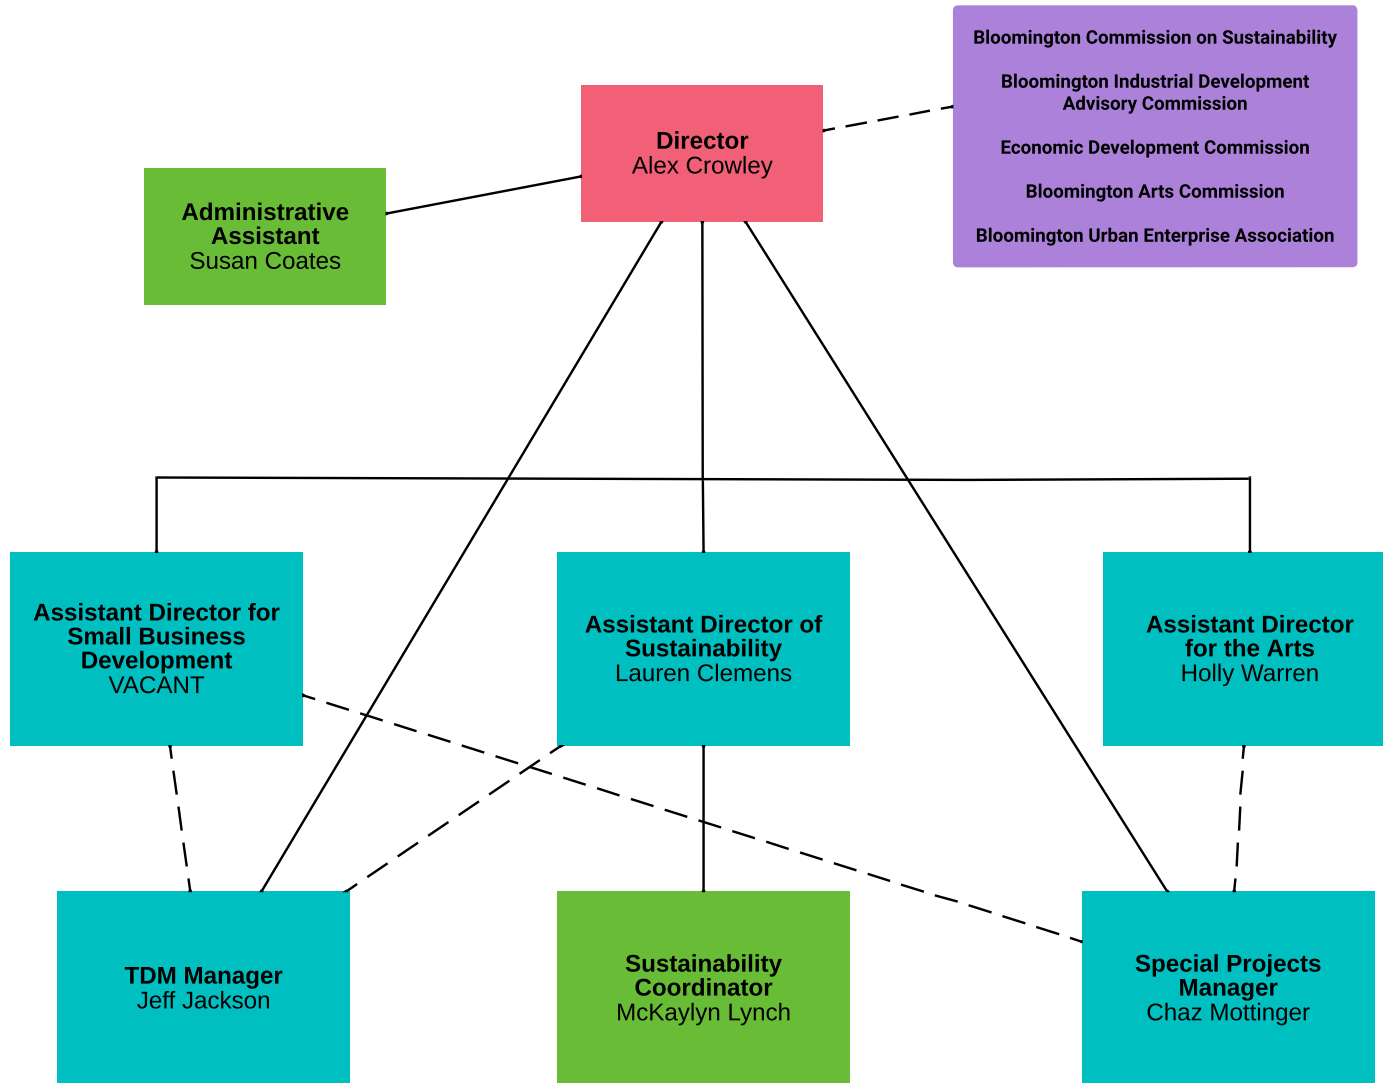 Bloomington Commission on Sustainability
Bloomington Industrial Development
Advisory Commission
Economic Development Commission
Bloomington Arts Commission
Bloomington Urban Enterprise Association
Director
Alex Crowley
Administrative
Assistant
Susan Coates
Assistant Director for
Small Business
Development
VACANT
Assistant Director of
Sustainability
Lauren Clemens
Assistant Director
for the Arts
Holly Warren
TDM Manager
Jeff Jackson
Sustainability
Coordinator
McKaylyn Lynch
Special Projects
Manager
Chaz Mottinger